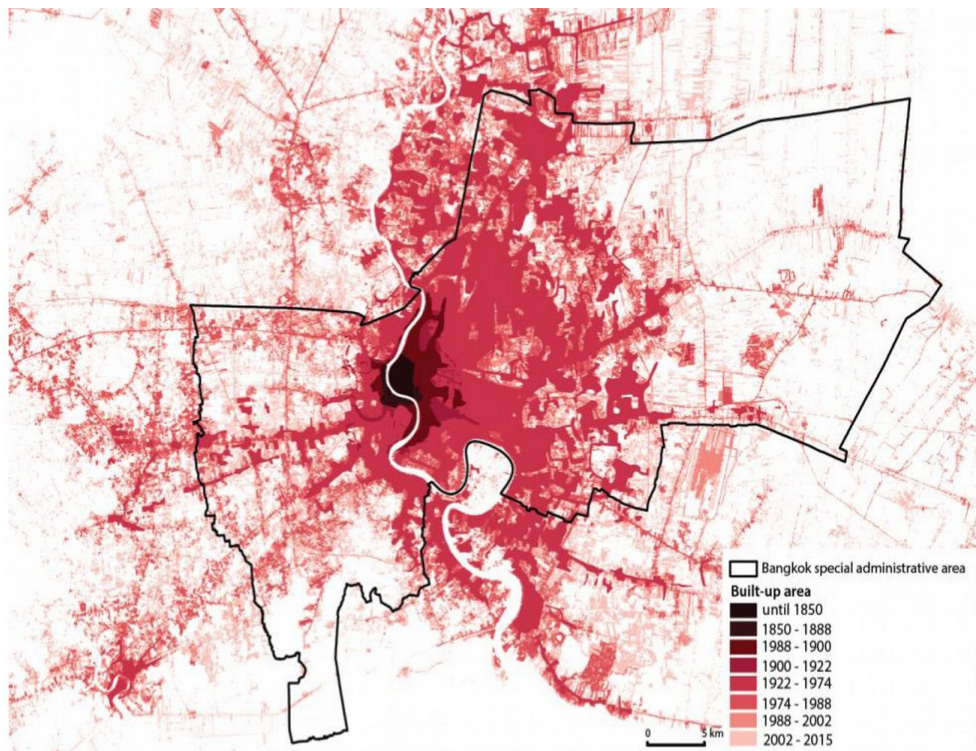 Bangkok special administrative area
Built-up area
until 1850
1850 - 1888
1988 - 1900
1900 - 1922
1922 - 1974
1974 - 1988
1988 - 2002
2002 - 2015
0 5 km